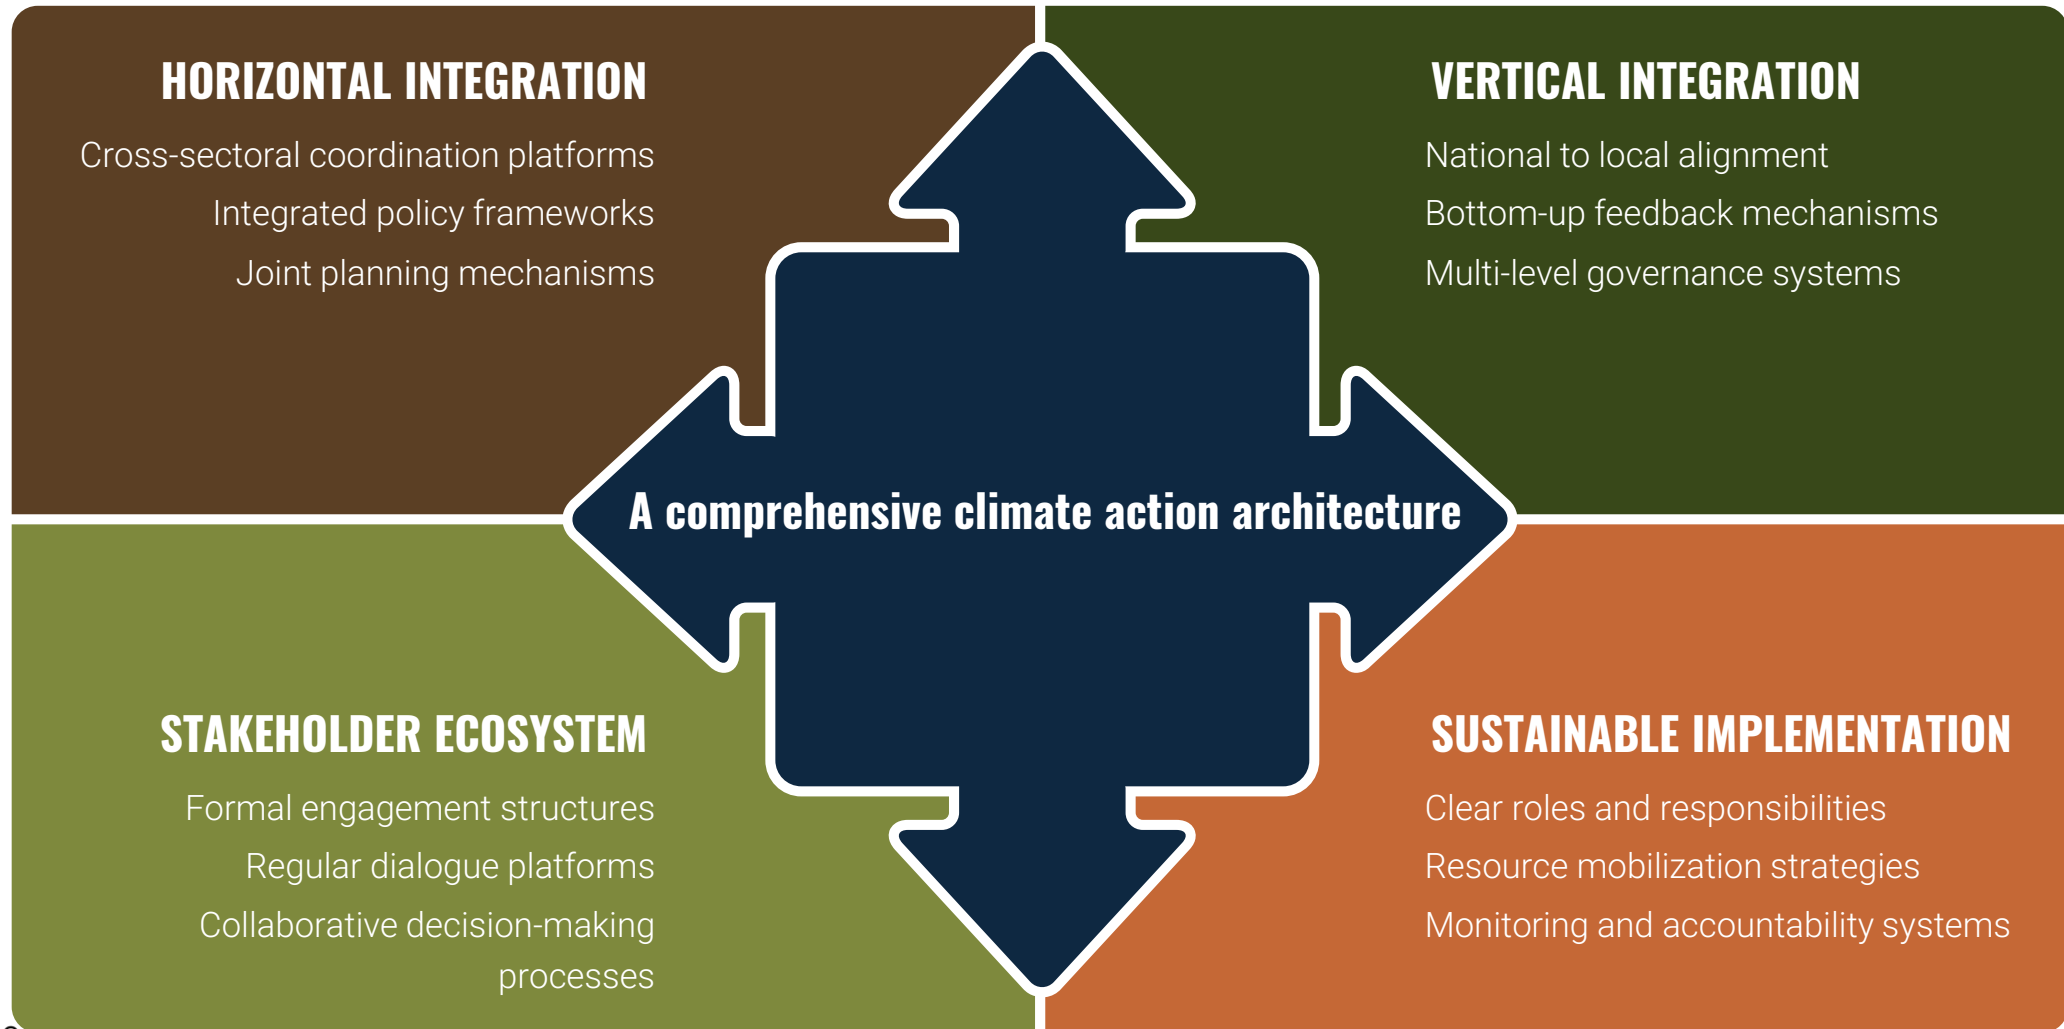 HORIZONTAL INTEGRATION
Cross-sectoral coordination platforms
Integrated policy frameworks
Joint planning mechanisms
VERTICAL INTEGRATION
National to local alignment
Bottom-up feedback mechanisms
Multi-level governance systems
A comprehensive climate action architecture
STAKEHOLDER ECOSYSTEM
Formal engagement structures
Regular dialogue platforms
Collaborative decision-making
processes
SUSTAINABLE IMPLEMENTATION
Clear roles and responsibilities
Resource mobilization strategies
Monitoring and accountability systems